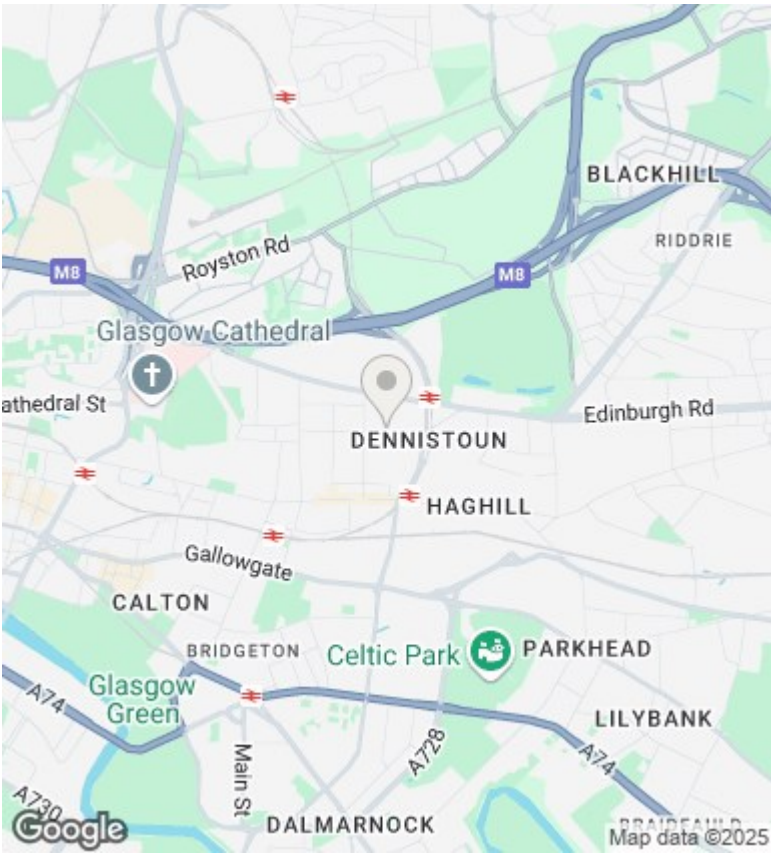 BLACKHILL
RIDDRIE
Royston Rd
M8
M8
Glasgow Cathedral
athedral St
Edinburgh Rd
DENNISTOUN
HAGHILL
Gallowgate
CALTON
BRIDGETON
Celtic Park
PARKHEAD
Glasgow
Green
A74
LILYBANK
A728
A74
Main St
A730
DALMARNOCK
BRAIDFAULD
Google
Map data ©2025